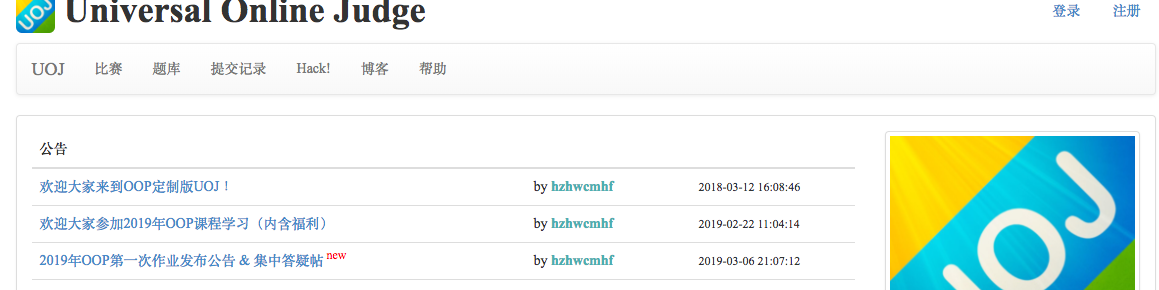 UOJ Universal Online Judge 登录 注册
UOJ 比赛 题库 提交记录 Hack! 博客 帮助
公告
欢迎大家来到OOP定制版UOJ！ by hzhwcmhf 2018-03-12 16:08:46
欢迎大家参加2019年OOP课程学习（内含福利） by hzhwcmhf 2019-02-22 11:04:14
2019年OOP第一次作业发布公告 & 集中答疑帖 new by hzhwcmhf 2019-03-06 21:07:12
UOJ